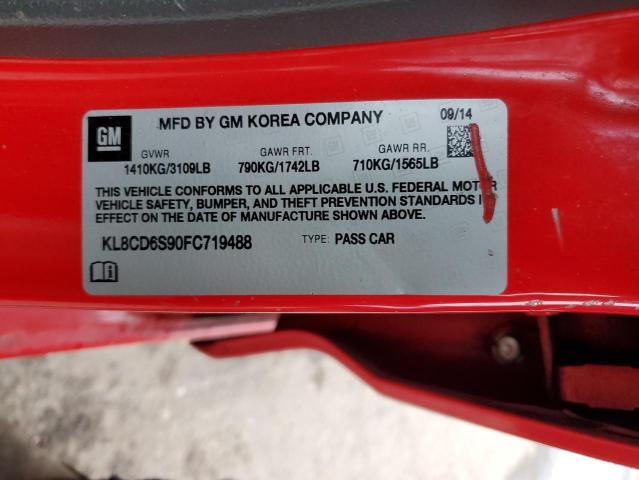 GM
MFD BY GM KOREA COMPANY
09/14
GVWR
GAWR FRT.
GAWR RR.
1410KG/3109LB
790KG/1742LB
710KG/1565LB
THIS VEHICLE CONFORMS TO ALL APPLICABLE U.S. FEDERAL MOTOR
VEHICLE SAFETY, BUMPER, AND THEFT PREVENTION STANDARDS IN
EFFECT ON THE DATE OF MANUFACTURE SHOWN ABOVE.
KL8CD6S90FC719488
TYPE: PASS CAR